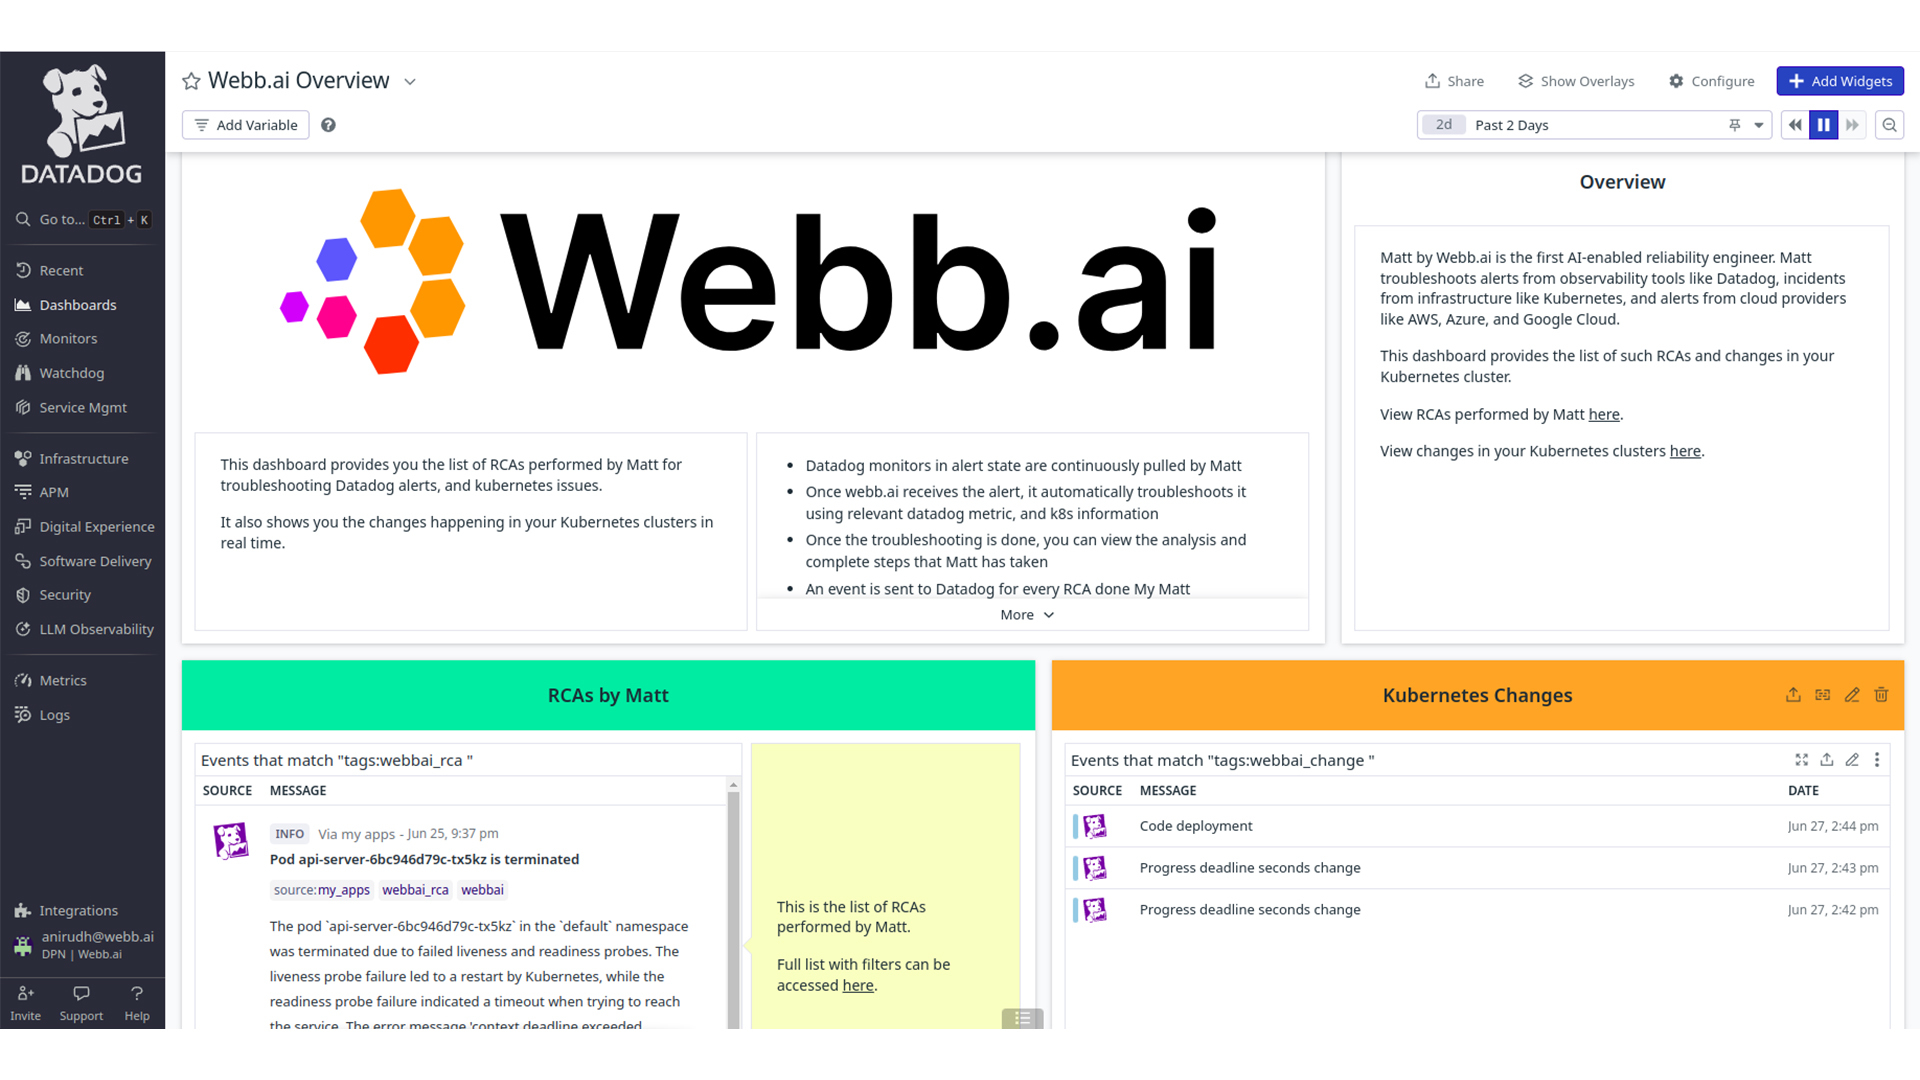 DATADOG
Go to... Ctrl + K
Recent
Dashboards
Monitors
Watchdog
Service Mgmt
Infrastructure
APM
Digital Experience
Software Delivery
Security
LLM Observability
Metrics
Logs
Integrations
anirudh@webb.ai
DPN | Webb.ai
Invite Support Help
Webb.ai Overview
Share Show Overlays Configure Add Widgets
Add Variable
2d Past 2 Days
Webb.ai
This dashboard provides you the list of RCAs performed by Matt for
troubleshooting Datadog alerts, and kubernetes issues.
It also shows you the changes happening in your Kubernetes clusters in
real time.
• Datadog monitors in alert state are continuously pulled by Matt
• Once webb.ai receives the alert, it automatically troubleshoots it
using relevant datadog metric, and k8s information
• Once the troubleshooting is done, you can view the analysis and
complete steps that Matt has taken
• An event is sent to Datadog for every RCA done My Matt
More
Overview
Matt by Webb.ai is the first AI-enabled reliability engineer. Matt
troubleshoots alerts from observability tools like Datadog, incidents
from infrastructure like Kubernetes, and alerts from cloud providers
like AWS, Azure, and Google Cloud.
This dashboard provides the list of such RCAs and changes in your
Kubernetes cluster.
View RCAs performed by Matt here.
View changes in your Kubernetes clusters here.
RCAs by Matt
Events that match "tags:webbai_rca "
SOURCE MESSAGE
INFO Via my apps - Jun 25, 9:37 pm
Pod api-server-6bc946d79c-tx5kz is terminated
source:my_apps webbai_rca webbai
The pod `api-server-6bc946d79c-tx5kz` in the `default` namespace
was terminated due to failed liveness and readiness probes. The
liveness probe failure led to a restart by Kubernetes, while the
readiness probe failure indicated a timeout when trying to reach
the service. The error message 'context deadline exceeded
This is the list of RCAs
performed by Matt.
Full list with filters can be
accessed here.
Kubernetes Changes
Events that match "tags:webbai_change "
SOURCE MESSAGE DATE
Code deployment Jun 27, 2:44 pm
Progress deadline seconds change Jun 27, 2:43 pm
Progress deadline seconds change Jun 27, 2:42 pm